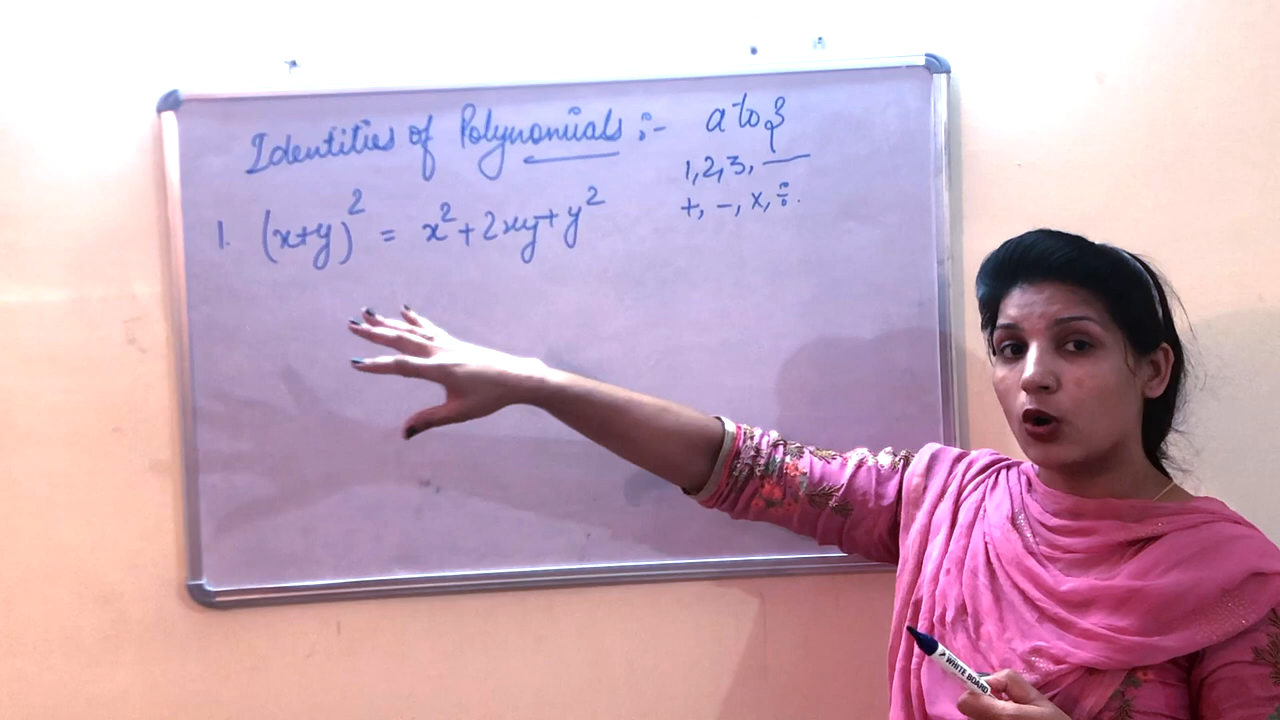 Identities of Polynomials :- a to z
1,2,3, —
+, -, x, ÷.
1. (x+y)² = x²+2xy+y²
WHITE BOARD